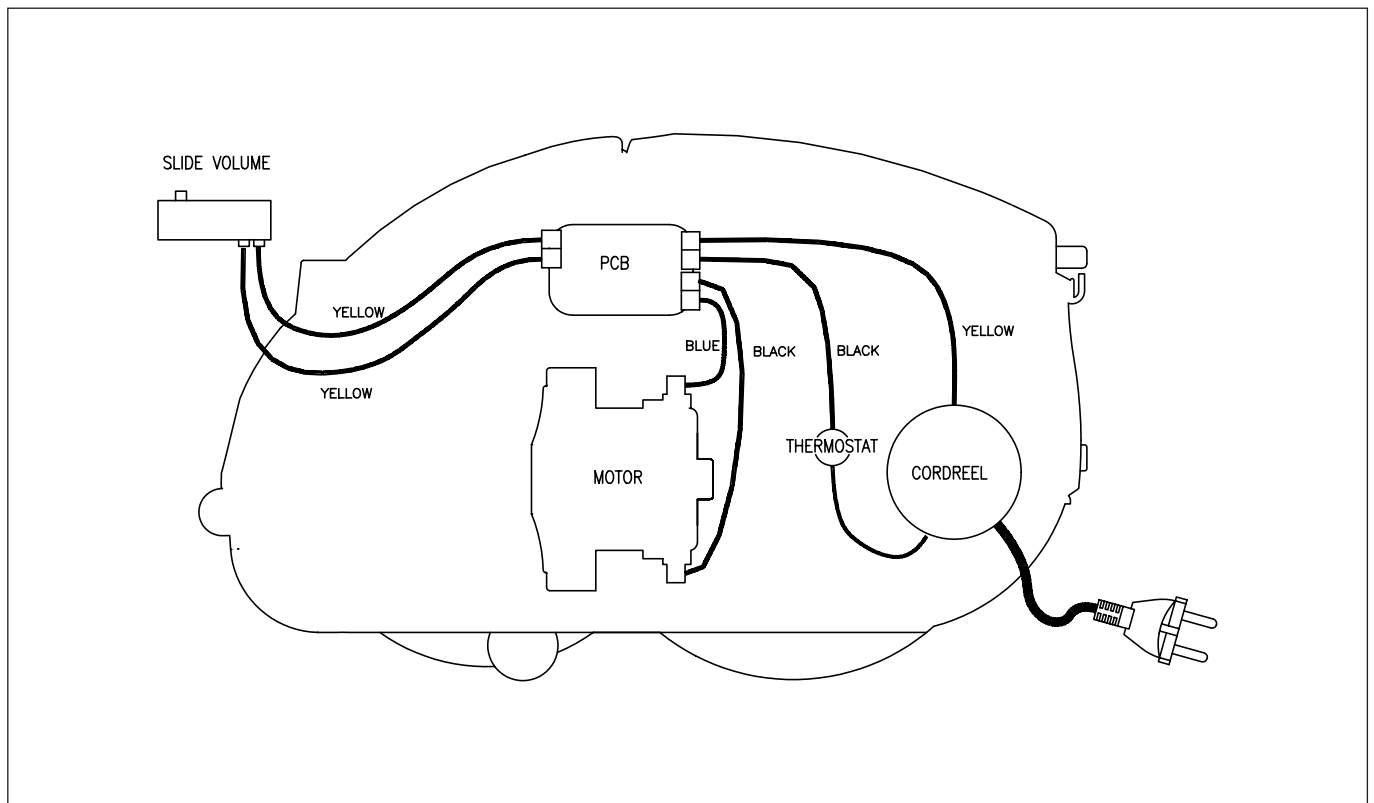 SLIDE VOLUME
PCB
YELLOW
YELLOW
BLUE
BLACK
BLACK
YELLOW
THERMOSTAT
MOTOR
CORDREEL